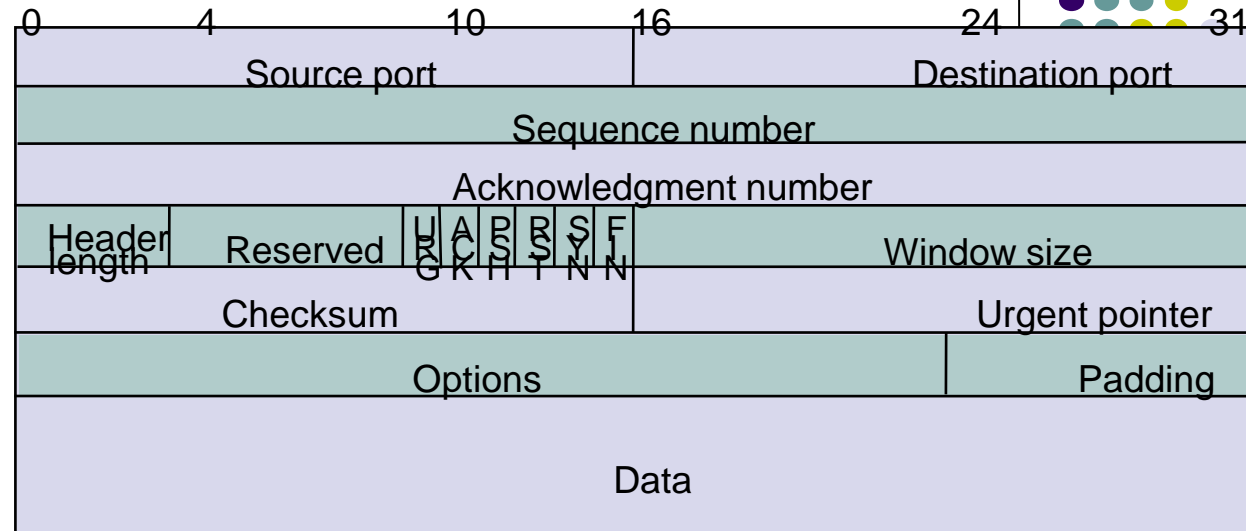 0 4 10 16 24 31
Source port Destination port
Sequence number
Acknowledgment number
Header length Reserved URG ACK PSH RST SYN FIN Window size
Checksum Urgent pointer
Options Padding
Data